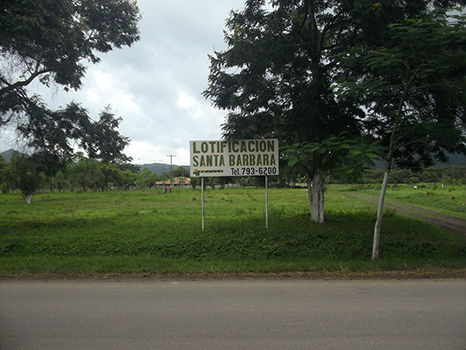 LOTIFICACION
SANTA BARBARA
Tel. 793-6200